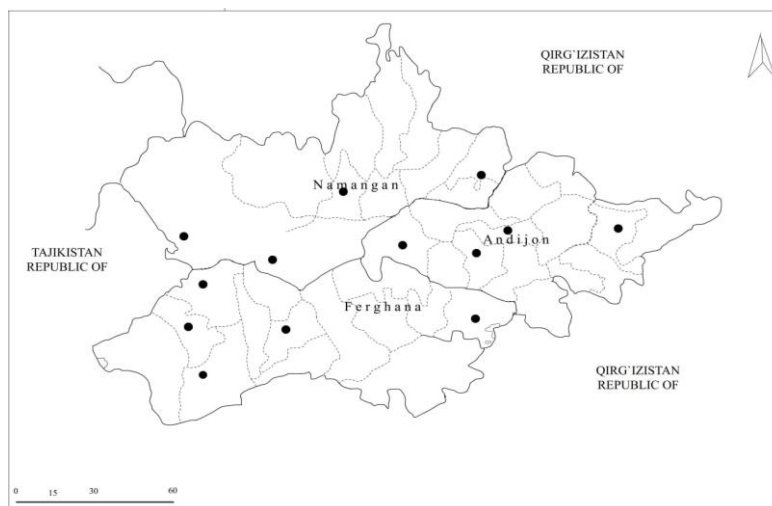 QIRG`IZISTAN
REPUBLIC OF
Namangan
Andijon
TAJIKISTAN
REPUBLIC OF
Ferghana
QIRG`IZISTAN
REPUBLIC OF
0 15 30 60